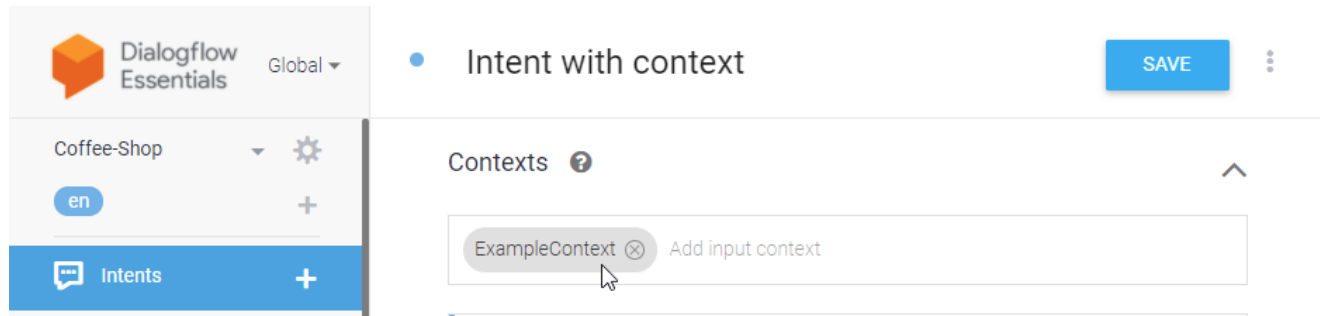 Dialogflow
Essentials
Global
Intent with context
SAVE
Coffee-Shop
en
Contexts
ExampleContext
Add input context
Intents